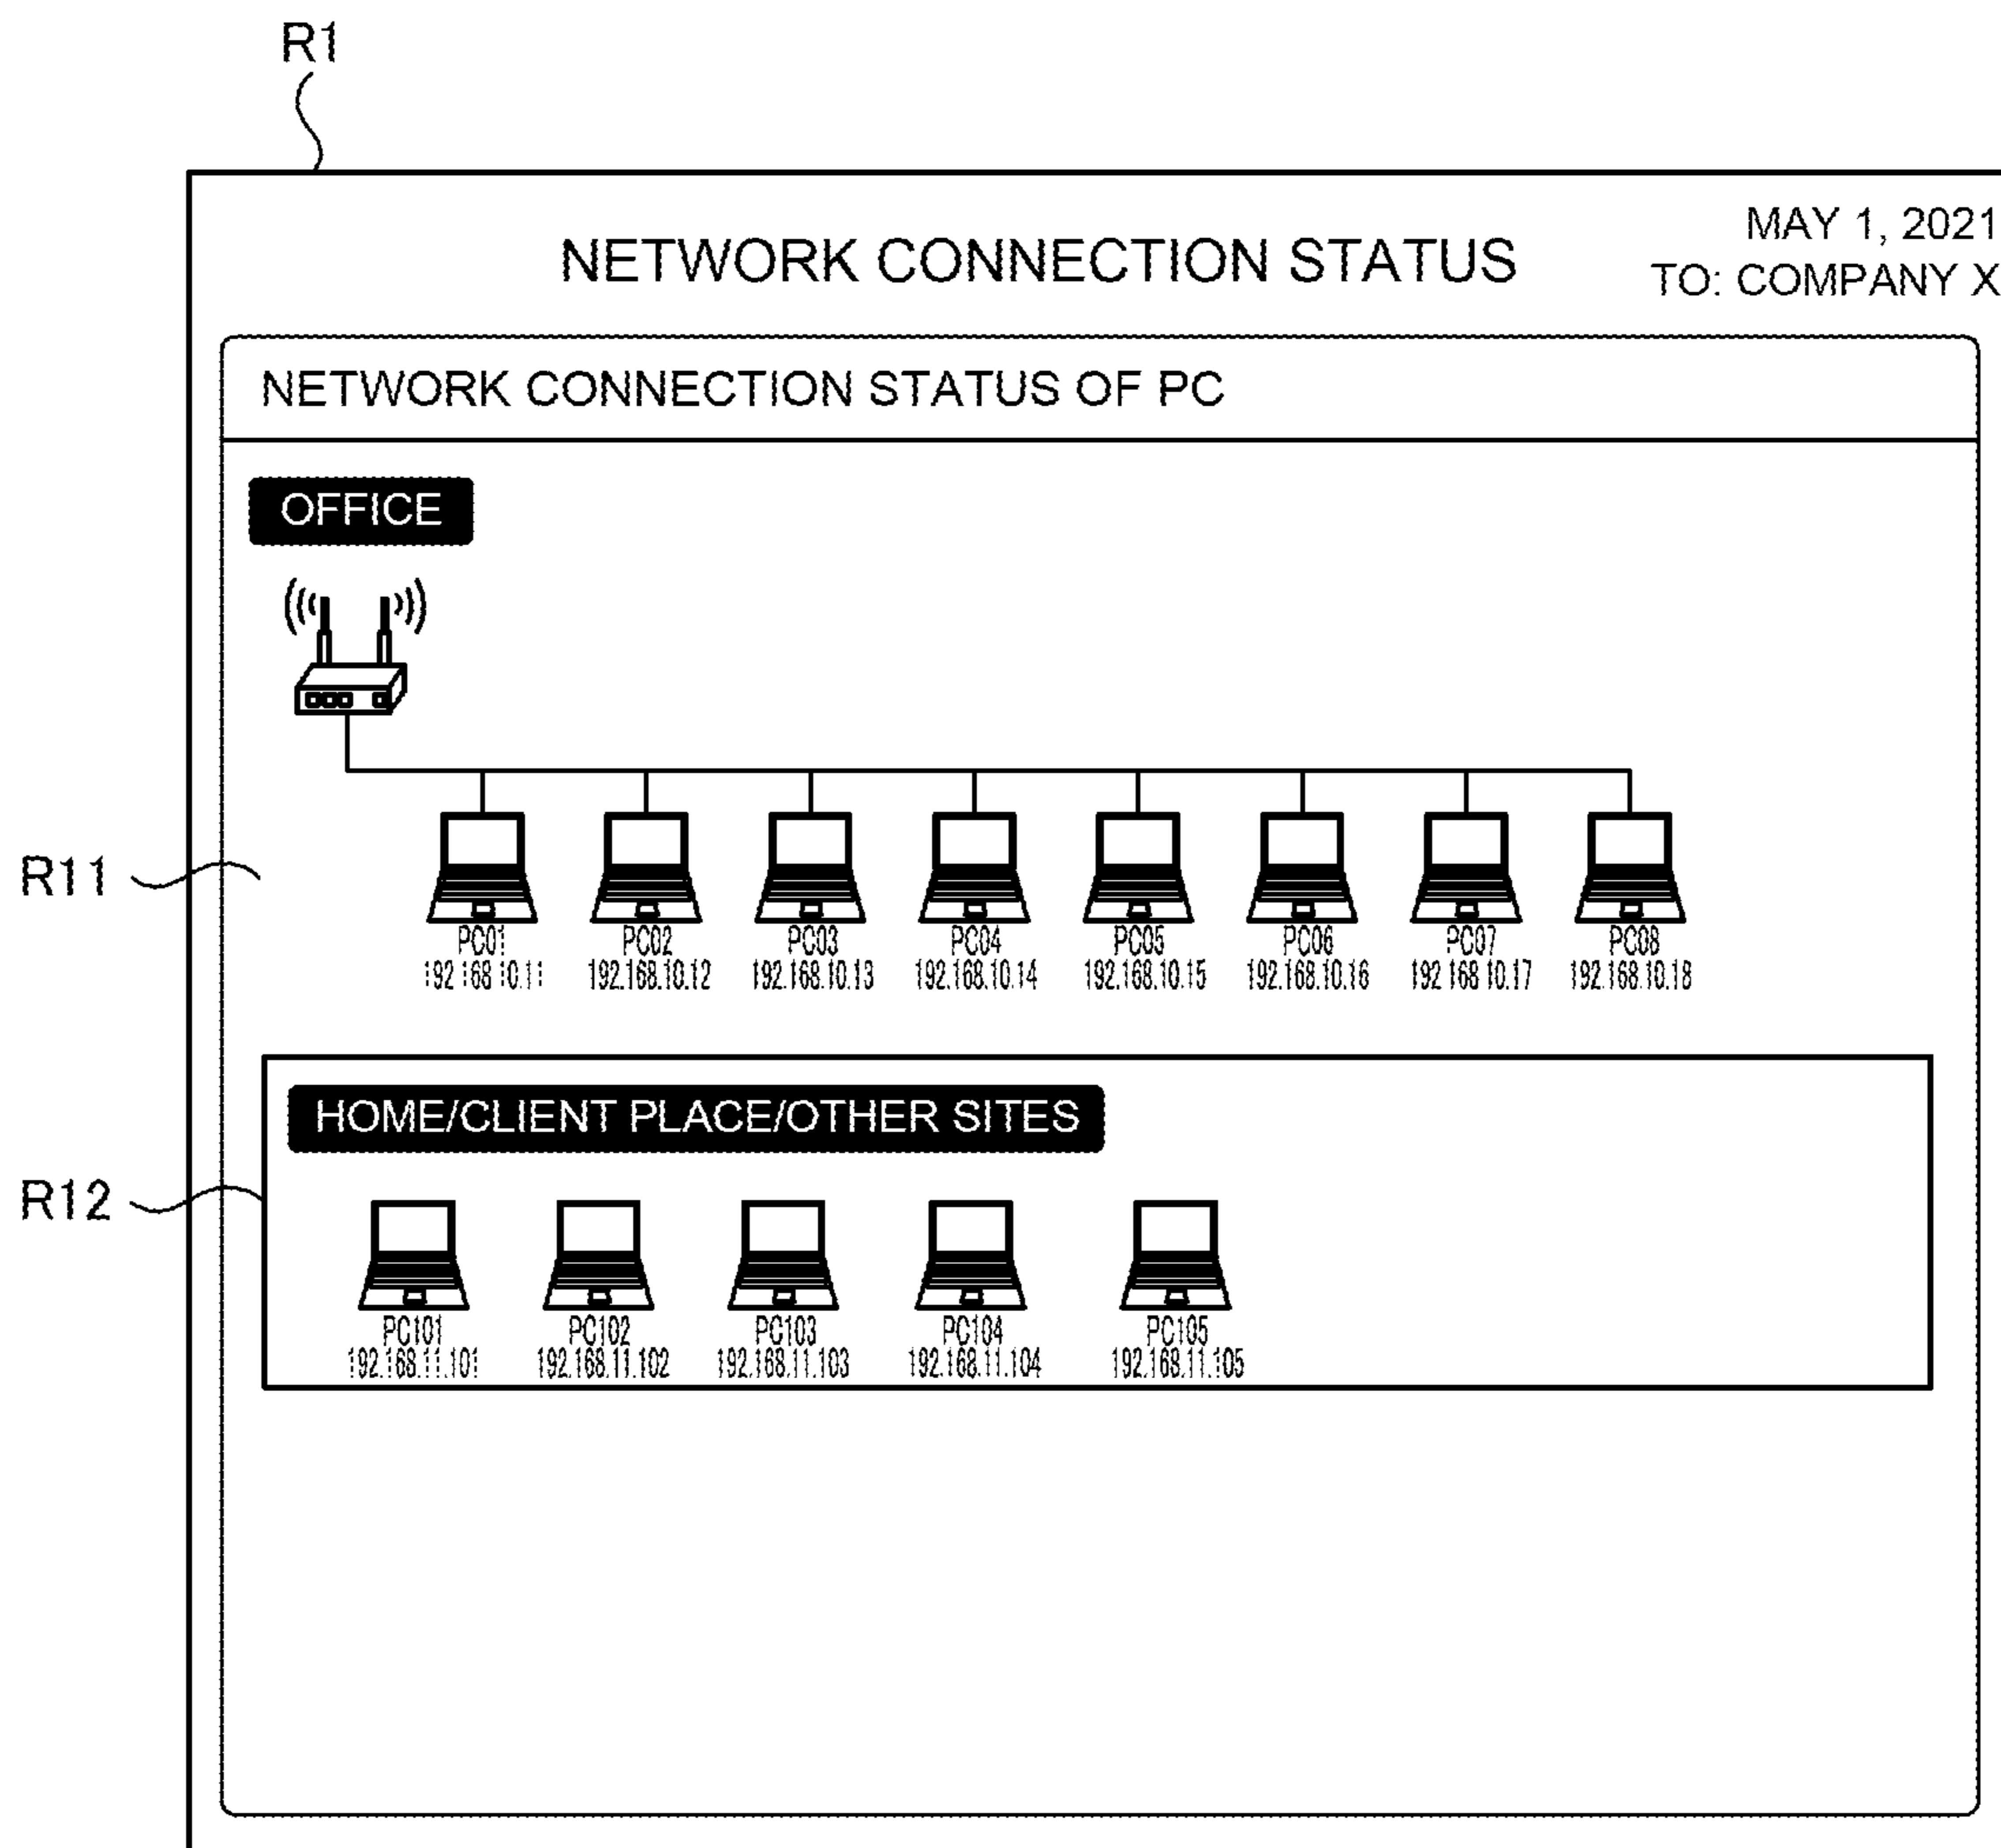 R1
MAY 1, 2021
NETWORK CONNECTION STATUS
TO: COMPANY X
NETWORK CONNECTION STATUS OF PC
OFFICE
R11
PC01 PC02 PC03 PC04 PC05 PC06 PC07 PC08
192.168.10.11 192.168.10.12 192.168.10.13 192.168.10.14 192.168.10.15 192.168.10.16 192.168.10.17 192.168.10.18
HOME/CLIENT PLACE/OTHER SITES
R12
PC101 PC102 PC103 PC104 PC105
192.168.11.101 192.168.11.102 192.168.11.103 192.168.11.104 192.168.11.105